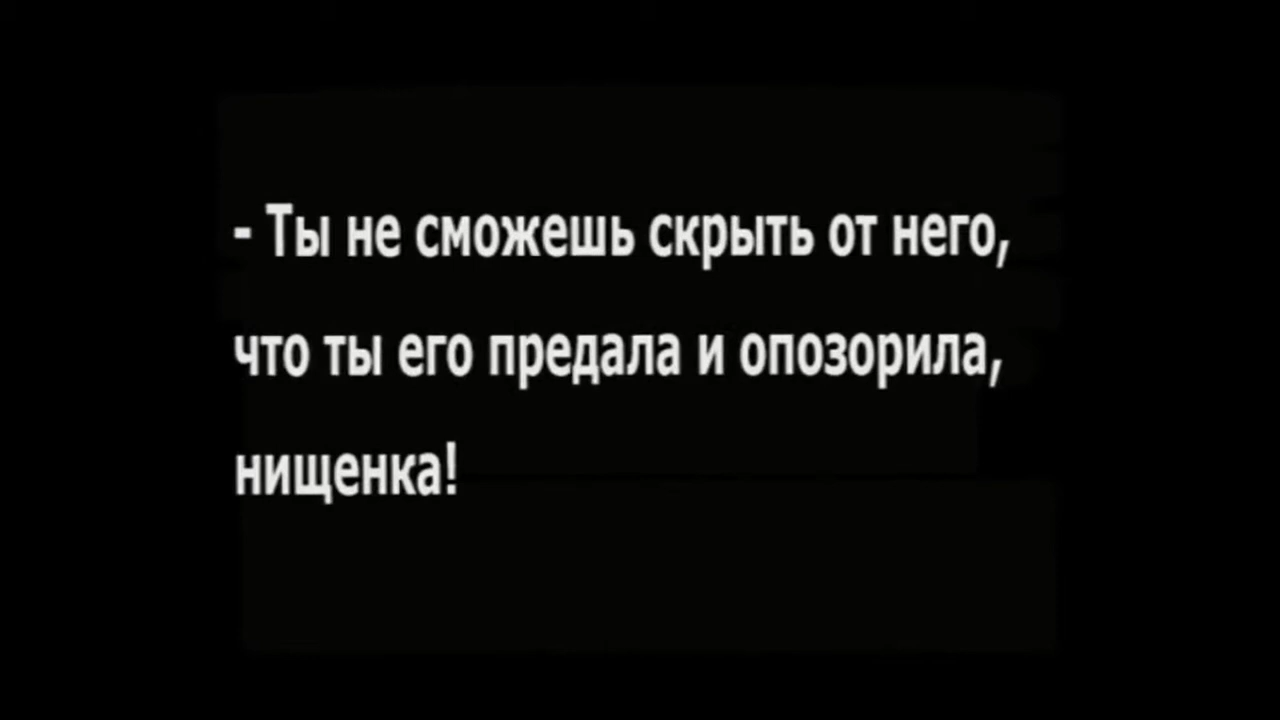 - Ты не сможешь скрыть от него,
что ты его предала и опозорила,
нищенка!